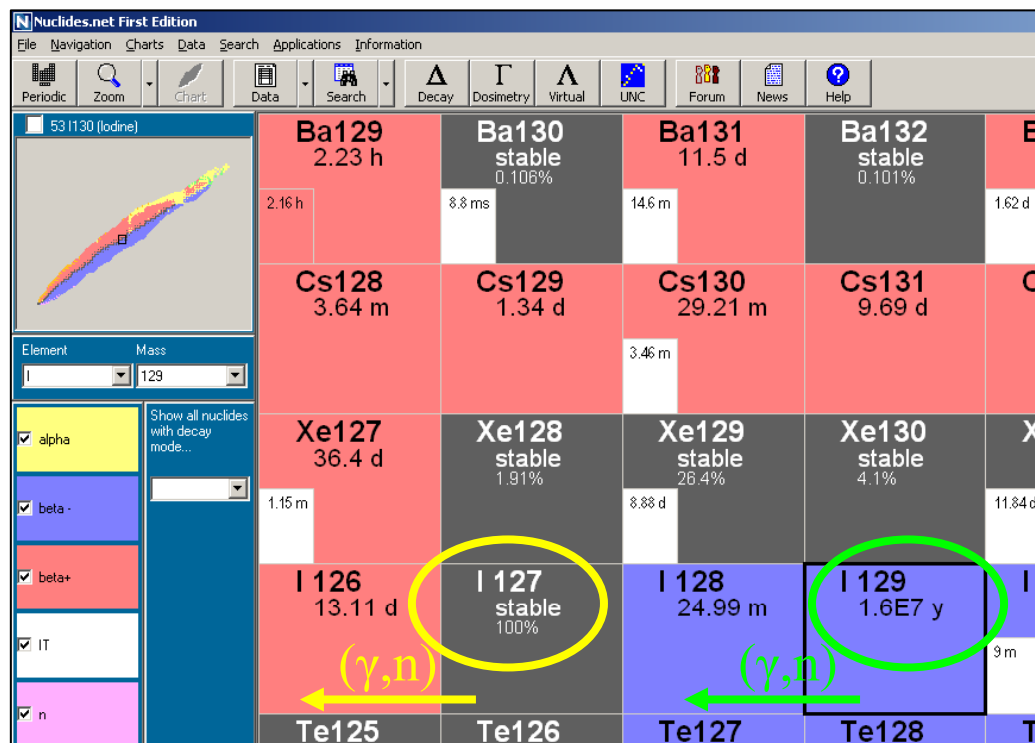 Nuclides.net First Edition
File Navigation Charts Data Search Applications Information
Δ Γ Λ
Periodic Zoom Chart Data Search Decay Dosimetry Virtual UNC Forum News Help
53 I130 (Iodine)
Element Mass
I 129
Show all nuclides
with decay
mode...
alpha
beta -
beta+
IT
n
Ba129 Ba130 Ba131 Ba132
2.23 h stable 11.5 d stable
0.106% 0.101%
2.16 h 8.8 ms 14.6 m 1.62 d
Cs128 Cs129 Cs130 Cs131
3.64 m 1.34 d 29.21 m 9.69 d
3.46 m
Xe127 Xe128 Xe129 Xe130
36.4 d stable stable stable
1.91% 26.4% 4.1%
1.15 m 8.88 d 11.84 d
I 126 I 127 I 128 I 129 I
13.11 d stable 24.99 m 1.6E7 y
100%
9 m
(γ,n) (γ,n)
Te125 Te126 Te127 Te128